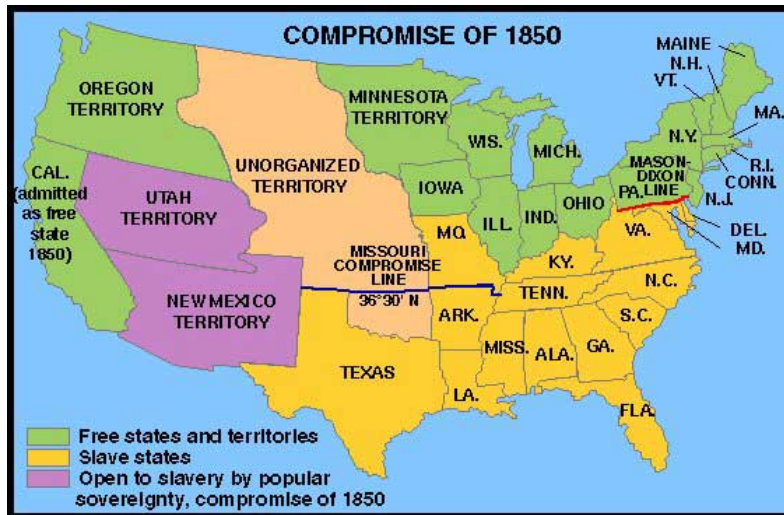 COMPROMISE OF 1850
MAINE
N.H.
VT.
MA.
OREGON
TERRITORY
MINNESOTA
TERRITORY
N.Y.
WIS.
MICH.
R.I.
CONN.
MASON-
DIXON
LINE
PA.
N.J.
CAL.
(admitted
as free
state
1850)
UNORGANIZED
TERRITORY
UTAH
TERRITORY
IOWA
ILL.
IND.
OHIO
DEL.
MD.
MO.
VA.
MISSOURI
COMPROMISE
LINE
36°30' N
KY.
NEW MEXICO
TERRITORY
TENN.
N.C.
ARK.
S.C.
TEXAS
MISS.
ALA.
GA.
LA.
FLA.
Free states and territories
Slave states
Open to slavery by popular
sovereignty, compromise of 1850